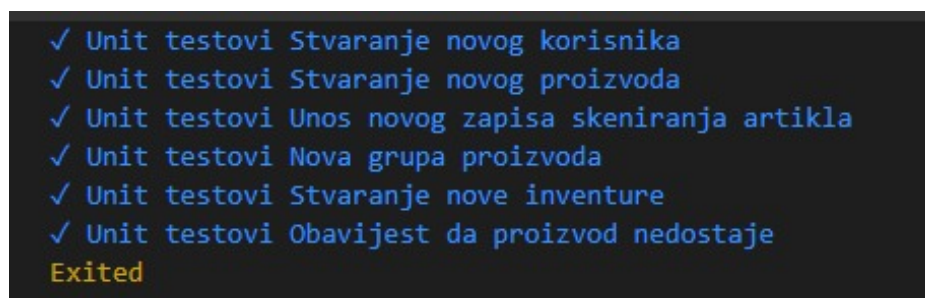 ✓ Unit testovi Stvaranje novog korisnika
✓ Unit testovi Stvaranje novog proizvoda
✓ Unit testovi Unos novog zapisa skeniranja artikla
✓ Unit testovi Nova grupa proizvoda
✓ Unit testovi Stvaranje nove inventure
✓ Unit testovi Obavijest da proizvod nedostaje
Exited